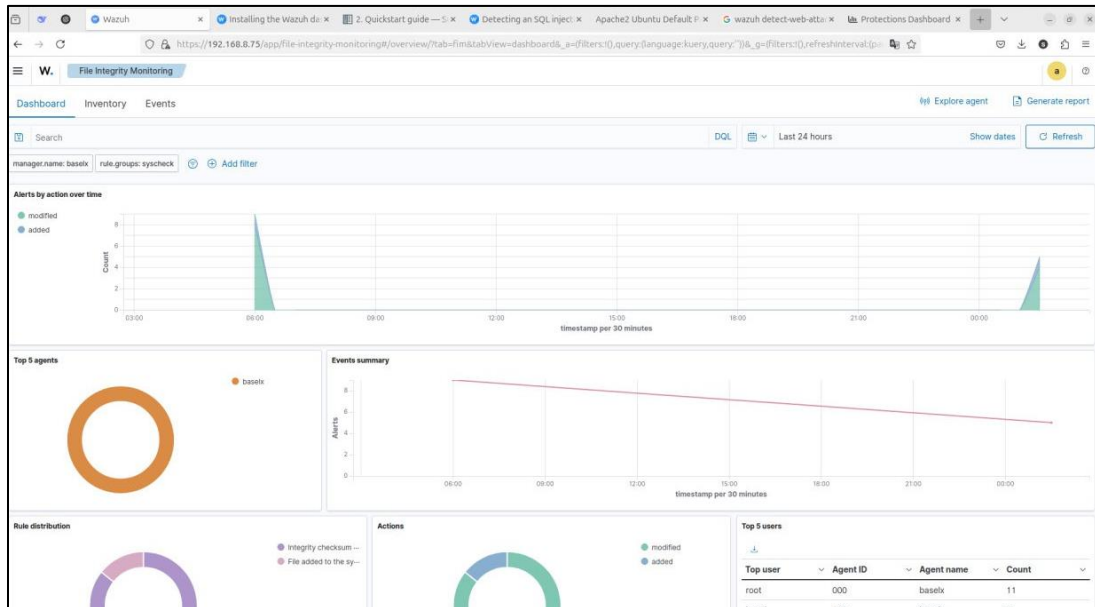 Wazuh
Installing the Wazuh da
2. Quickstart guide — S
Detecting an SQL inject
Apache2 Ubuntu Default P
wazuh detect-web-atta
Protections Dashboard
https://192.168.8.75/app/file-integrity-monitoring#/overview/?tab=fim&tabView=dashboard&_a=(filters:!(),query:(language:kuery,query:''))&_g=(filters:!(),refreshInterval:(pa
W. File Integrity Monitoring a
Dashboard Inventory Events Explore agent Generate report
Search DQL Last 24 hours Show dates Refresh
manager.name: baselx rule.groups: syscheck Add filter
Alerts by action over time
modified
added
Count
8
6
4
2
0
03:00 06:00 09:00 12:00 15:00 18:00 21:00 00:00
timestamp per 30 minutes
Top 5 agents
baselx
Events summary
Alerts
8
6
4
2
0
06:00 09:00 12:00 15:00 18:00 21:00 00:00
timestamp per 30 minutes
Rule distribution
Integrity checksum ...
File added to the sy...
Actions
modified
added
Top 5 users
Top user Agent ID Agent name Count
root 000 baselx 11